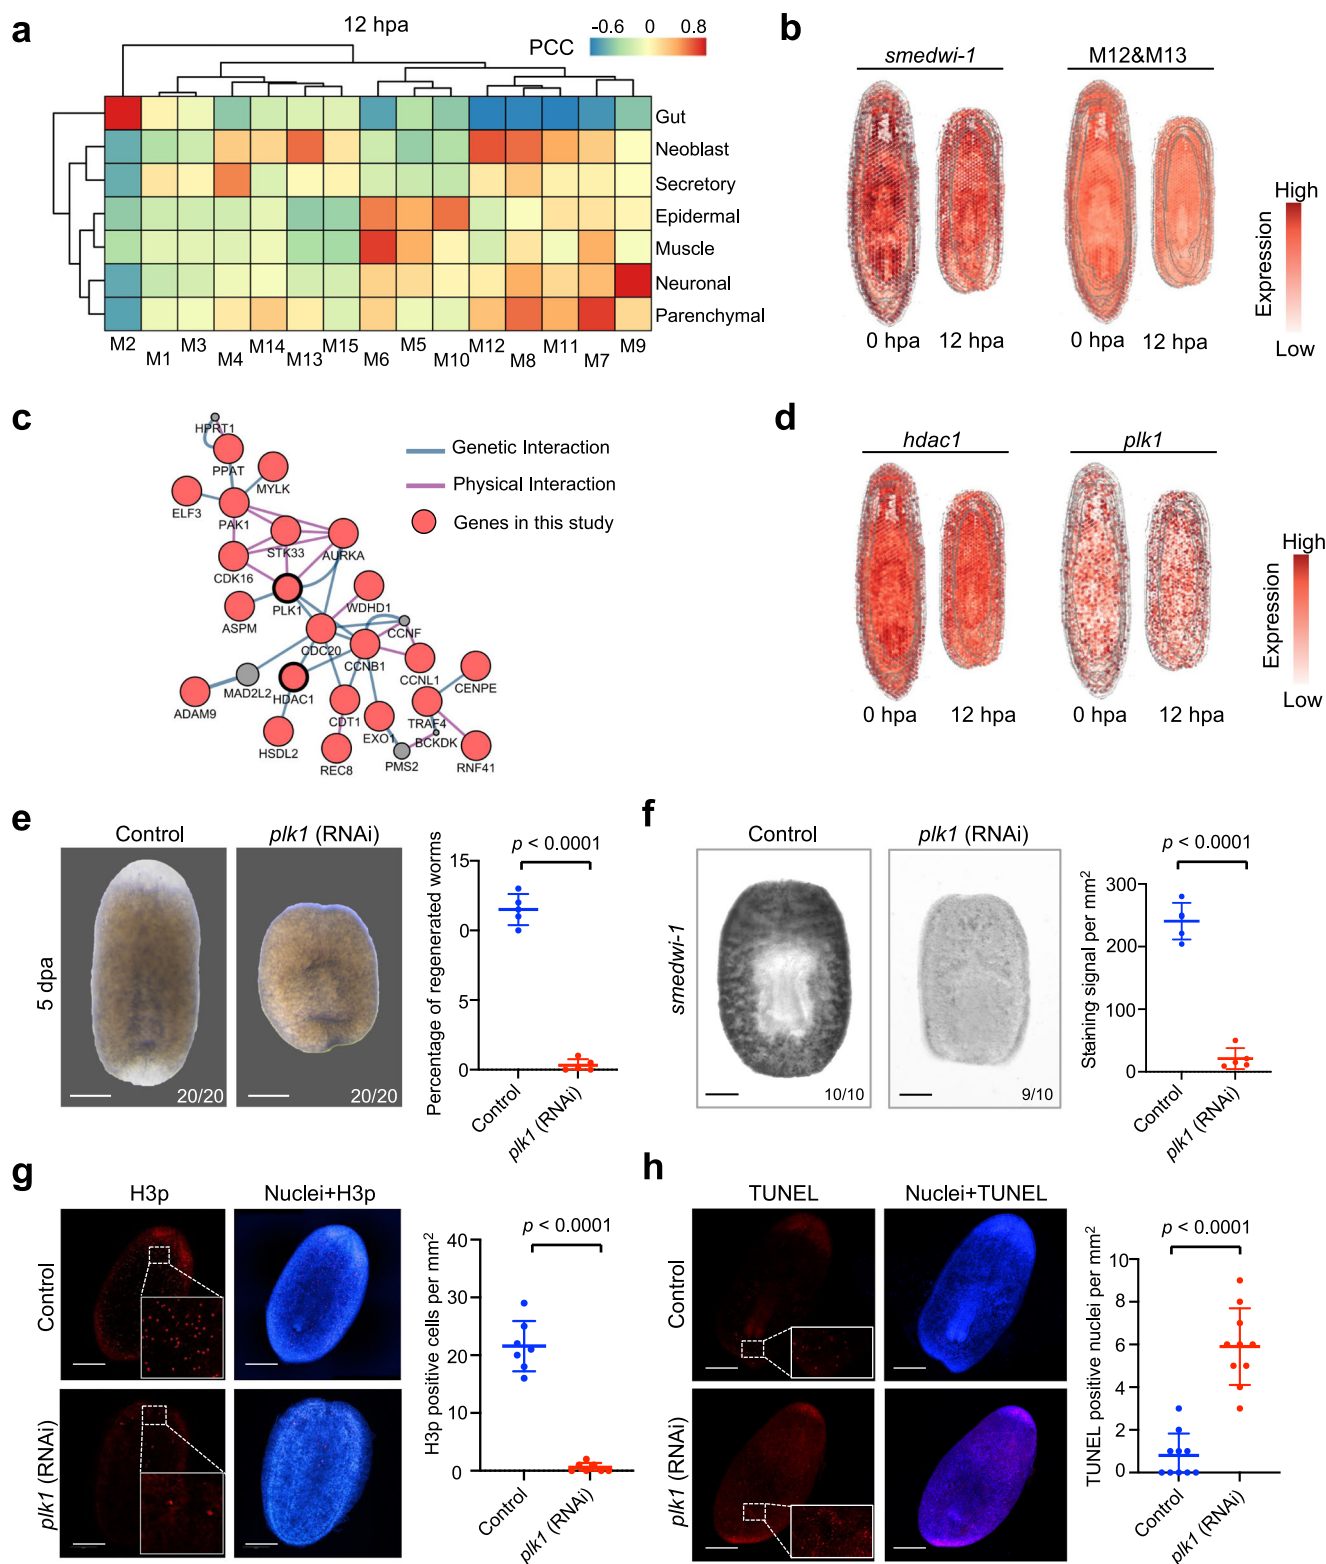 a
12 hpa
PCC
-0.6 0 0.8
Gut
Neoblast
Secretory
Epidermal
Muscle
Neuronal
Parenchymal
M2 M1 M3 M4 M14 M13 M15 M6 M5 M10 M12 M8 M11 M7 M9
b
smedwi-1 M12&M13
0 hpa 12 hpa 0 hpa 12 hpa
High
Expression
Low
c
HPRT1
PPAT
MYLK
ELF3
PAK1
STK33
AURKA
CDK16
PLK1
ASPM
WDHD1
CDC20
CCNF
CCNB1
CCNL1
CENPE
MAD2L2
HDAC1
ADAM9
CDT1
TRAF4
HSDL2
EXO1
BCKDK
REC8
PMS2
RNF41
Genetic Interaction
Physical Interaction
Genes in this study
d
hdac1 plk1
0 hpa 12 hpa 0 hpa 12 hpa
High
Expression
Low
e
Control plk1 (RNAi)
5 dpa
20/20 20/20
Percentage of regenerated worms
p < 0.0001
15
0
5
0
Control
plk1 (RNAi)
f
Control plk1 (RNAi)
smedwi-1
10/10 9/10
Staining signal per mm2
p < 0.0001
300
200
100
0
Control
plk1 (RNAi)
g
H3p Nuclei+H3p
Control
plk1 (RNAi)
H3p positive cells per mm2
p < 0.0001
40
30
20
10
0
Control
plk1 (RNAi)
h
TUNEL Nuclei+TUNEL
Control
plk1 (RNAi)
TUNEL positive nuclei per mm2
p < 0.0001
10
8
6
4
2
0
Control
plk1 (RNAi)